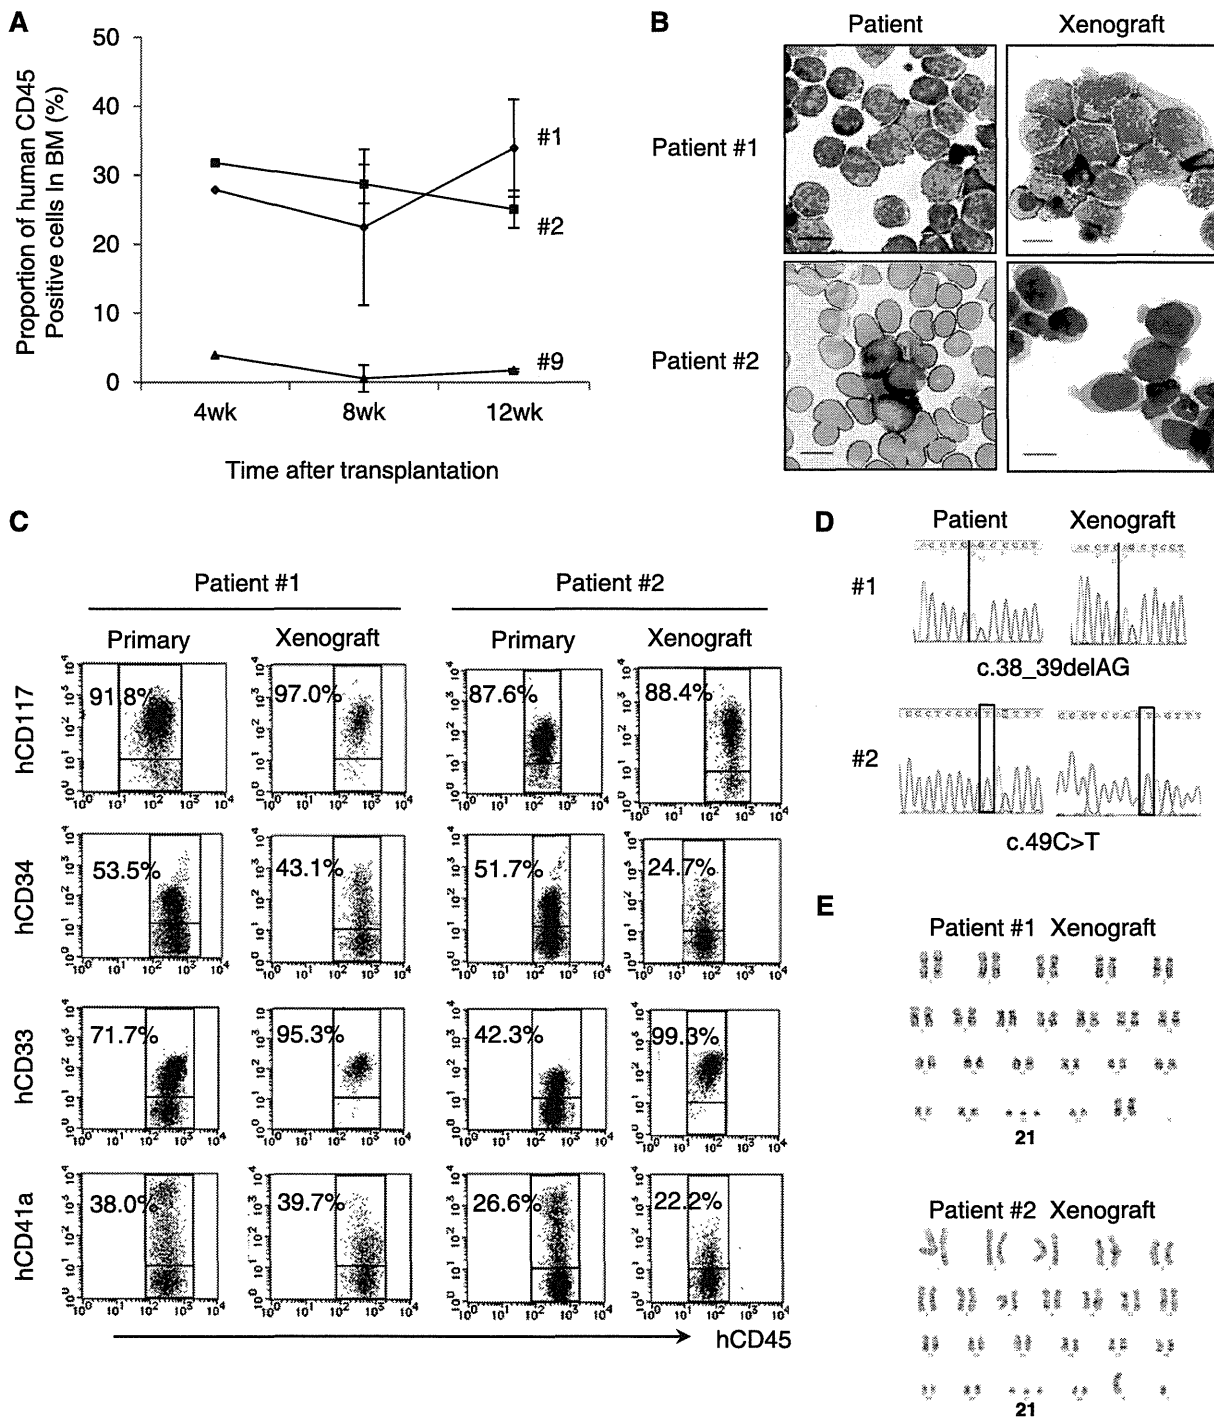 A
50
40
30
20
10
0
Proportion of human CD45
Positive cells In BM (%)
#1
#2
#9
4wk
8wk
12wk
Time after transplantation
B
Patient
Xenograft
Patient #1
Patient #2
C
Patient #1
Patient #2
Primary
Xenograft
Primary
Xenograft
hCD117
91.8%
97.0%
87.6%
88.4%
hCD34
53.5%
43.1%
51.7%
24.7%
hCD33
71.7%
95.3%
42.3%
99.3%
hCD41a
38.0%
39.7%
26.6%
22.2%
hCD45
D
Patient
Xenograft
#1
c.38_39delAG
#2
c.49C>T
E
Patient #1 Xenograft
21
Patient #2 Xenograft
21